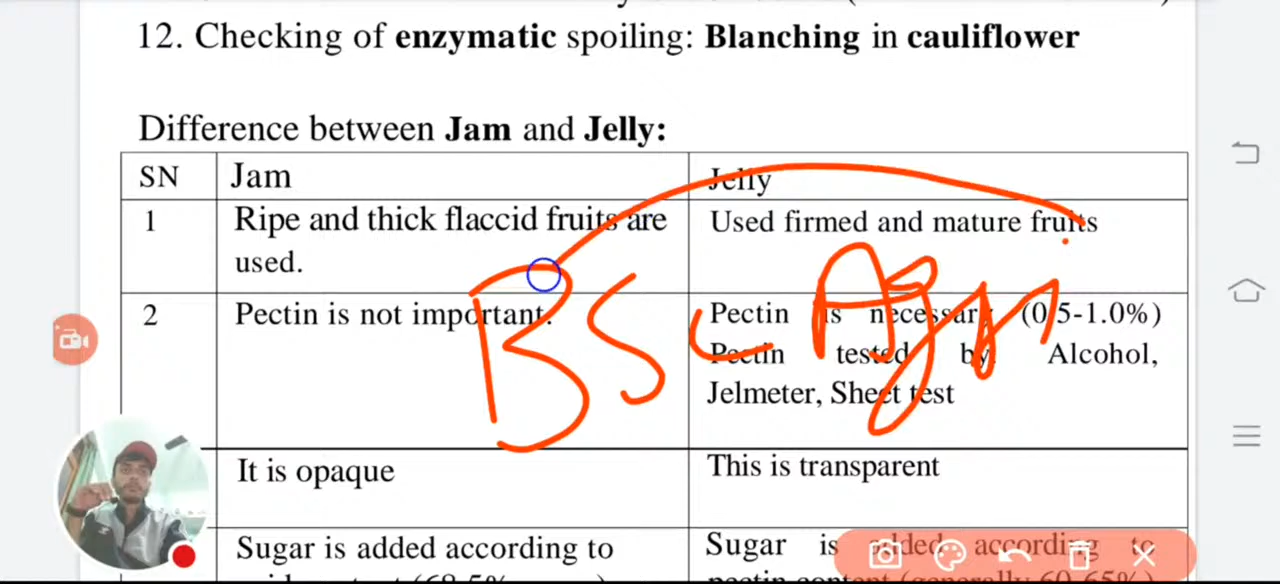 12. Checking of enzymatic spoiling: Blanching in cauliflower
Difference between Jam and Jelly:
SN Jam Jelly
1 Ripe and thick flaccid fruits are used. Used firmed and mature fruits
2 Pectin is not important. Pectin is necessary (0.5-1.0%)
Pectin tested by Alcohol,
Jelmeter, Sheet test
It is opaque This is transparent
Sugar is added according to Sugar is added according to
BSc Agri